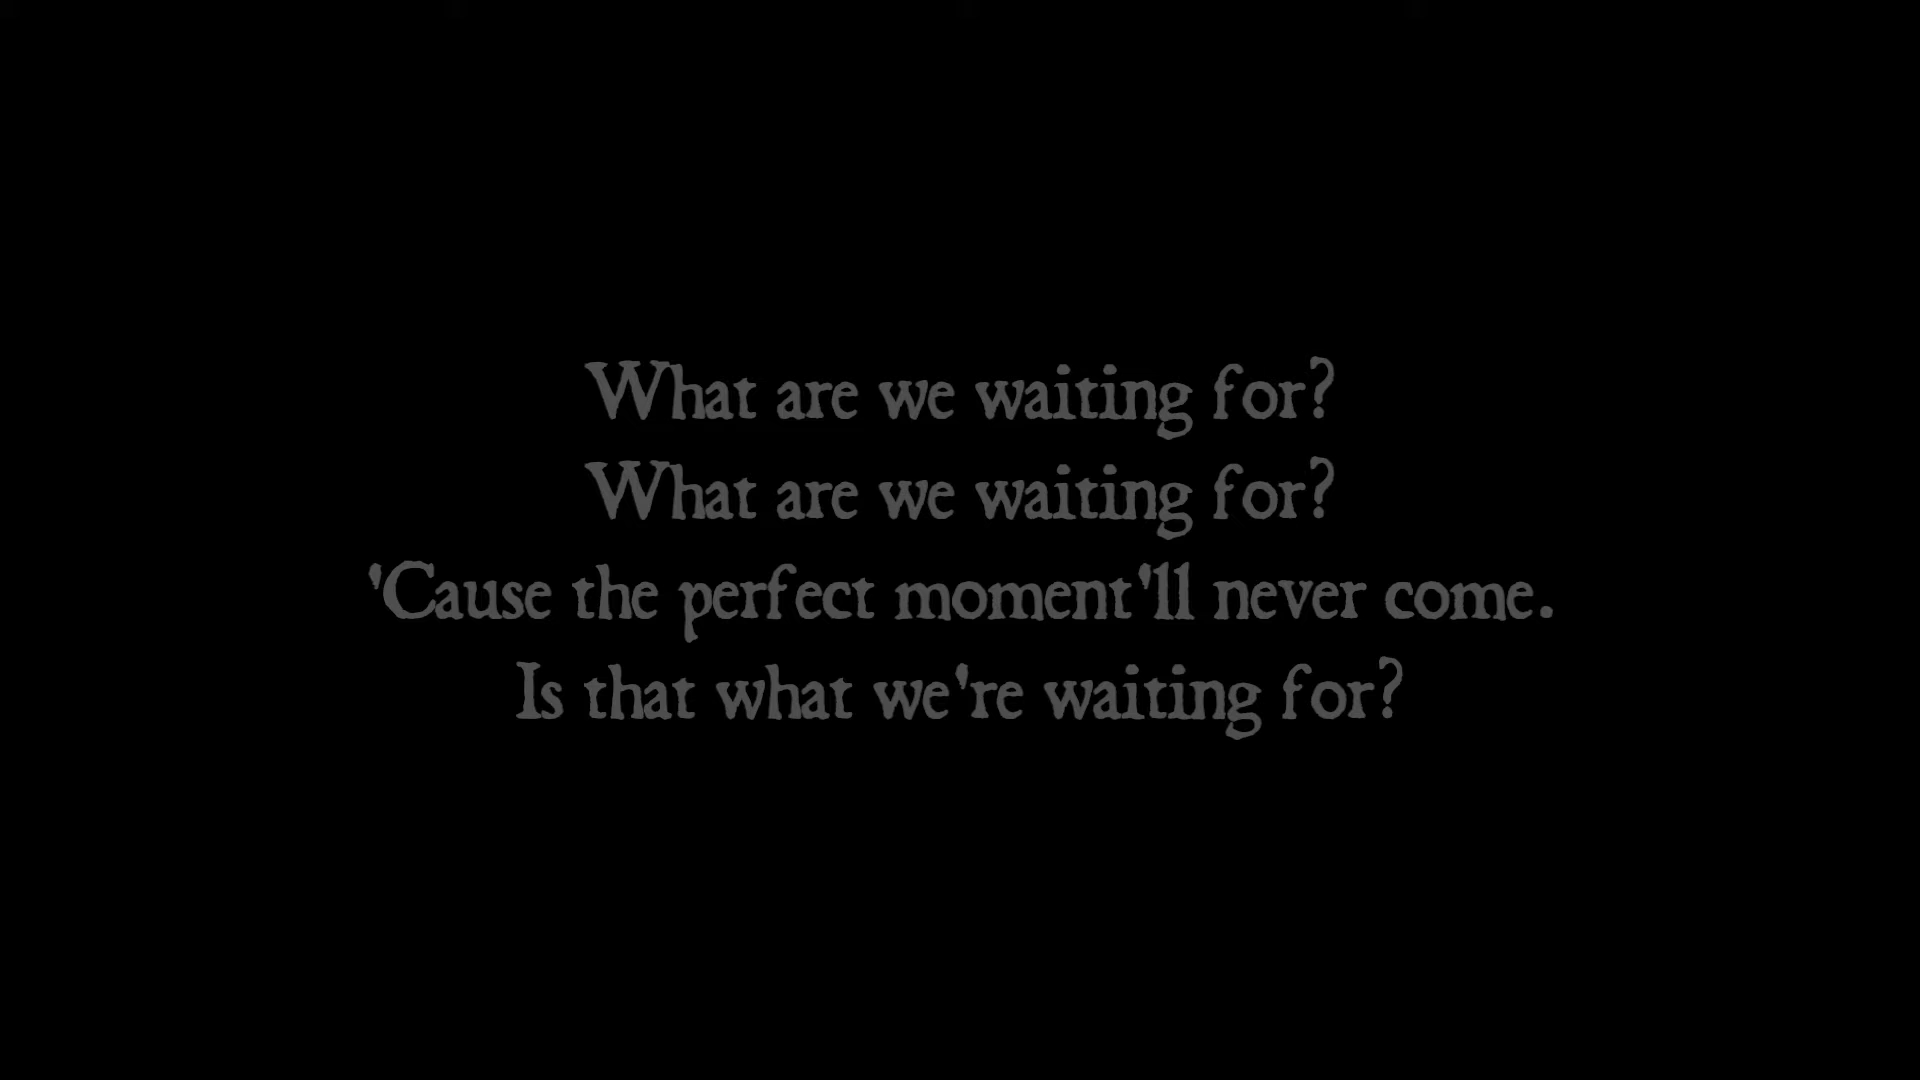 What are we waiting for?
What are we waiting for?
'Cause the perfect moment'll never come.
Is that what we're waiting for?